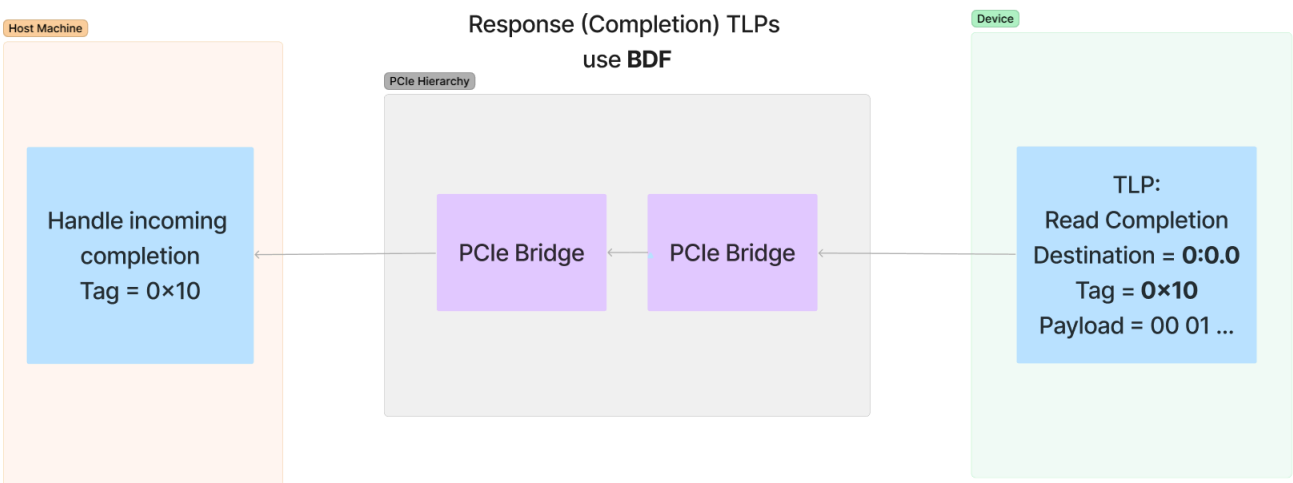 Response (Completion) TLPs
use BDF
Host Machine
Handle incoming
completion
Tag = 0×10
PCIe Hierarchy
PCIe Bridge
PCIe Bridge
Device
TLP:
Read Completion
Destination = 0:0.0
Tag = 0×10
Payload = 00 01 ...